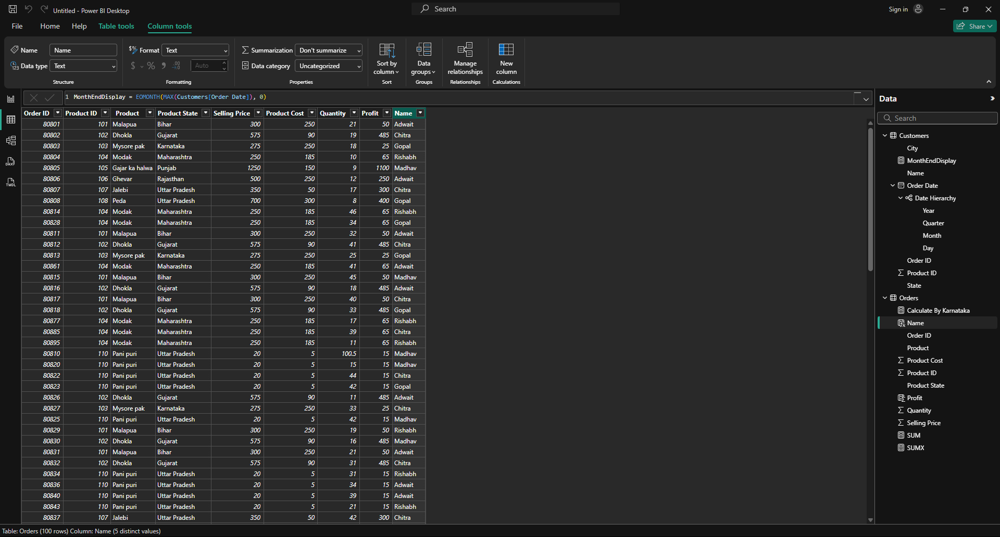 Untitled - Power BI Desktop
Search
Sign in
File Home Help Table tools Column tools
Share
Name Name
Data type Text
Structure
Format Text
$ % Auto
Formatting
Summarization Don't summarize
Data category Uncategorized
Properties
Sort by column
Sort
Data groups
Groups
Manage relationships
Relationships
New column
Calculations
1 MonthEndDisplay = EOMONTH(MAX(Customers[Order Date]), 0)
Order ID Product ID Product Product State Selling Price Product Cost Quantity Profit Name
80801 101 Malapua Bihar 300 250 21 50 Adwait
80802 102 Dhokla Gujarat 575 90 19 485 Chitra
80803 103 Mysore pak Karnataka 275 250 18 25 Gopal
80804 104 Modak Maharashtra 250 185 10 65 Rishabh
80805 105 Gajar ka halwa Punjab 1250 150 9 1100 Madhav
80806 106 Ghevar Rajasthan 500 250 12 250 Adwait
80807 107 Jalebi Uttar Pradesh 350 50 17 300 Chitra
80808 108 Peda Uttar Pradesh 700 300 8 400 Gopal
80814 104 Modak Maharashtra 250 185 46 65 Rishabh
80828 104 Modak Maharashtra 250 185 34 65 Gopal
80811 101 Malapua Bihar 300 250 32 50 Adwait
80812 102 Dhokla Gujarat 575 90 41 485 Chitra
80813 103 Mysore pak Karnataka 275 250 25 25 Gopal
80861 104 Modak Maharashtra 250 185 41 65 Adwait
80815 101 Malapua Bihar 300 250 45 50 Madhav
80816 102 Dhokla Gujarat 575 90 18 485 Adwait
80817 101 Malapua Bihar 300 250 40 50 Chitra
80818 102 Dhokla Gujarat 575 90 33 485 Gopal
80877 104 Modak Maharashtra 250 185 17 65 Rishabh
80885 104 Modak Maharashtra 250 185 39 65 Chitra
80895 104 Modak Maharashtra 250 185 11 65 Rishabh
80810 110 Pani puri Uttar Pradesh 20 5 100.5 15 Madhav
80820 110 Pani puri Uttar Pradesh 20 5 15 15 Madhav
80822 110 Pani puri Uttar Pradesh 20 5 44 15 Chitra
80823 110 Pani puri Uttar Pradesh 20 5 42 15 Gopal
80826 102 Dhokla Gujarat 575 90 11 485 Adwait
80827 103 Mysore pak Karnataka 275 250 33 25 Chitra
80825 110 Pani puri Uttar Pradesh 20 5 42 15 Madhav
80829 101 Malapua Bihar 300 250 19 50 Rishabh
80830 102 Dhokla Gujarat 575 90 16 485 Madhav
80831 101 Malapua Bihar 300 250 21 50 Adwait
80832 102 Dhokla Gujarat 575 90 31 485 Chitra
80834 110 Pani puri Uttar Pradesh 20 5 31 15 Rishabh
80836 110 Pani puri Uttar Pradesh 20 5 34 15 Adwait
80840 110 Pani puri Uttar Pradesh 20 5 39 15 Adwait
80843 110 Pani puri Uttar Pradesh 20 5 21 15 Rishabh
80837 107 Jalebi Uttar Pradesh 350 50 42 300 Chitra
DAX
TMDL
Data
Search
Customers
City
MonthEndDisplay
Name
Order Date
Date Hierarchy
Year
Quarter
Month
Day
Order ID
Product ID
State
Orders
Calculate By Karnataka
Name
Order ID
Product
Product Cost
Product ID
Product State
Profit
Quantity
Selling Price
SUM
SUMX
Table: Orders (100 rows) Column: Name (5 distinct values)